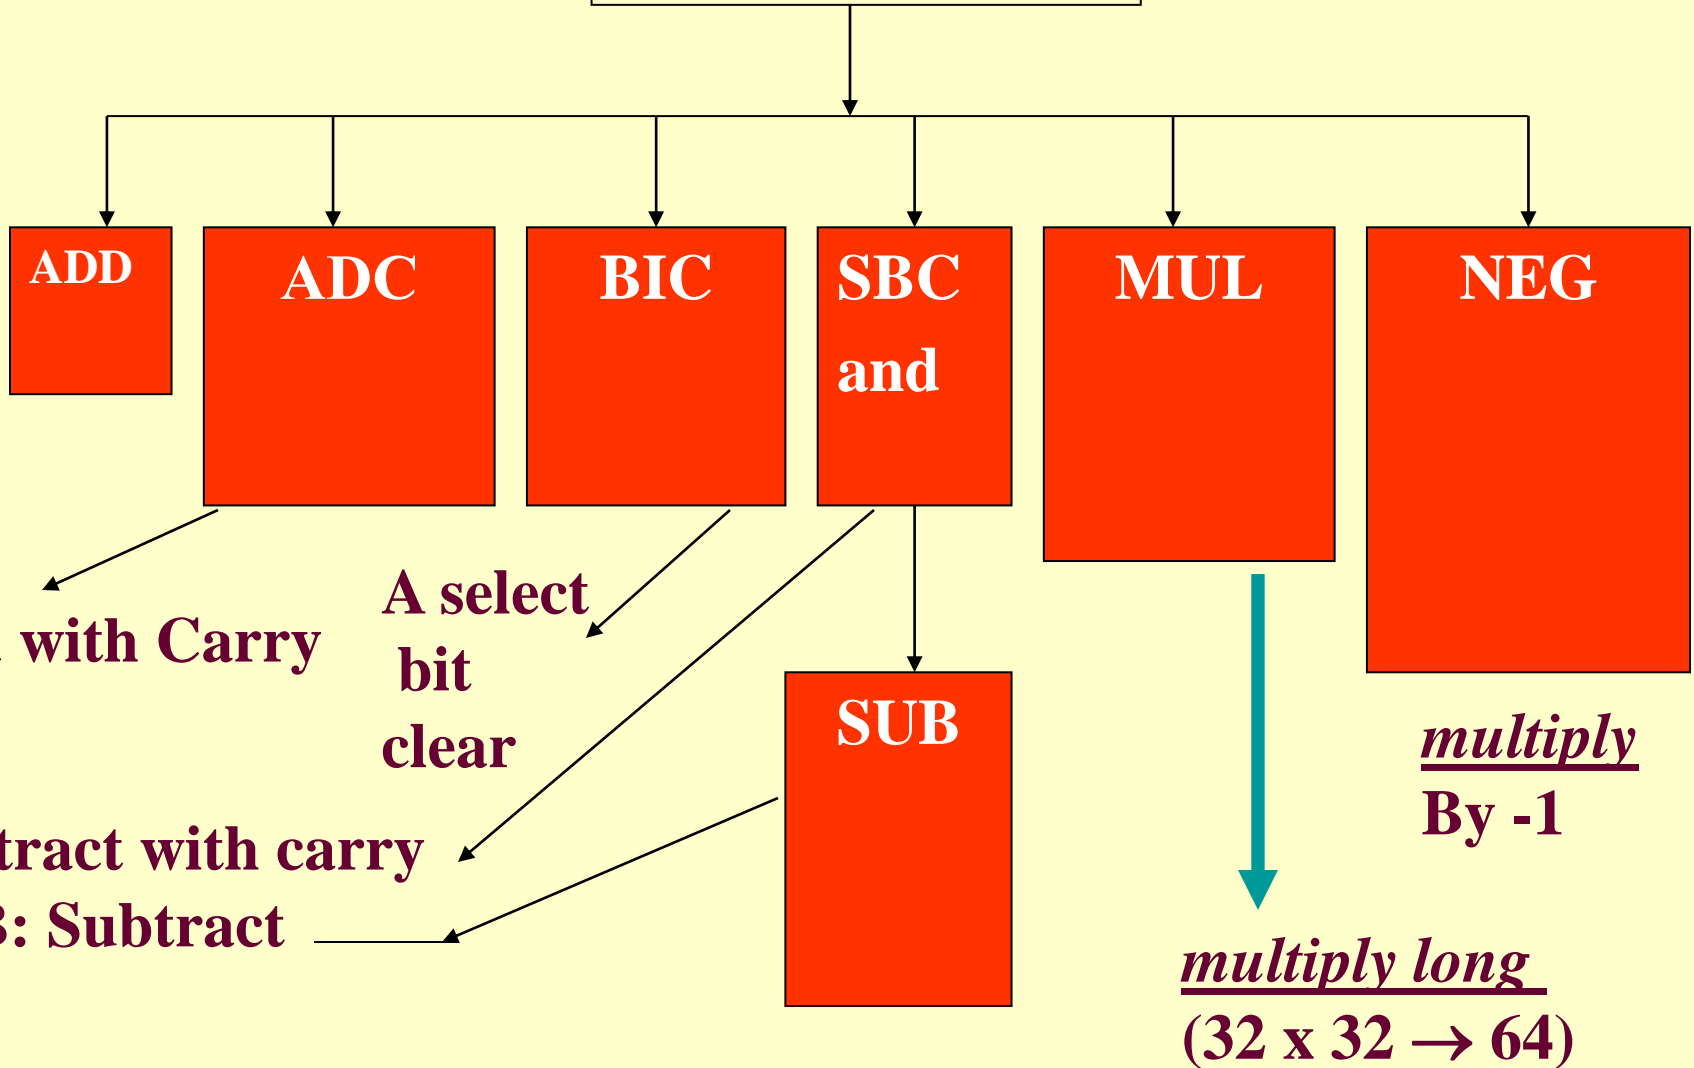 ADD
ADC
BIC
SBC
and
MUL
NEG
with Carry
A select
bit
clear
SUB
multiply
By -1
with carry
: Subtract
multiply long
(32 x 32 → 64)